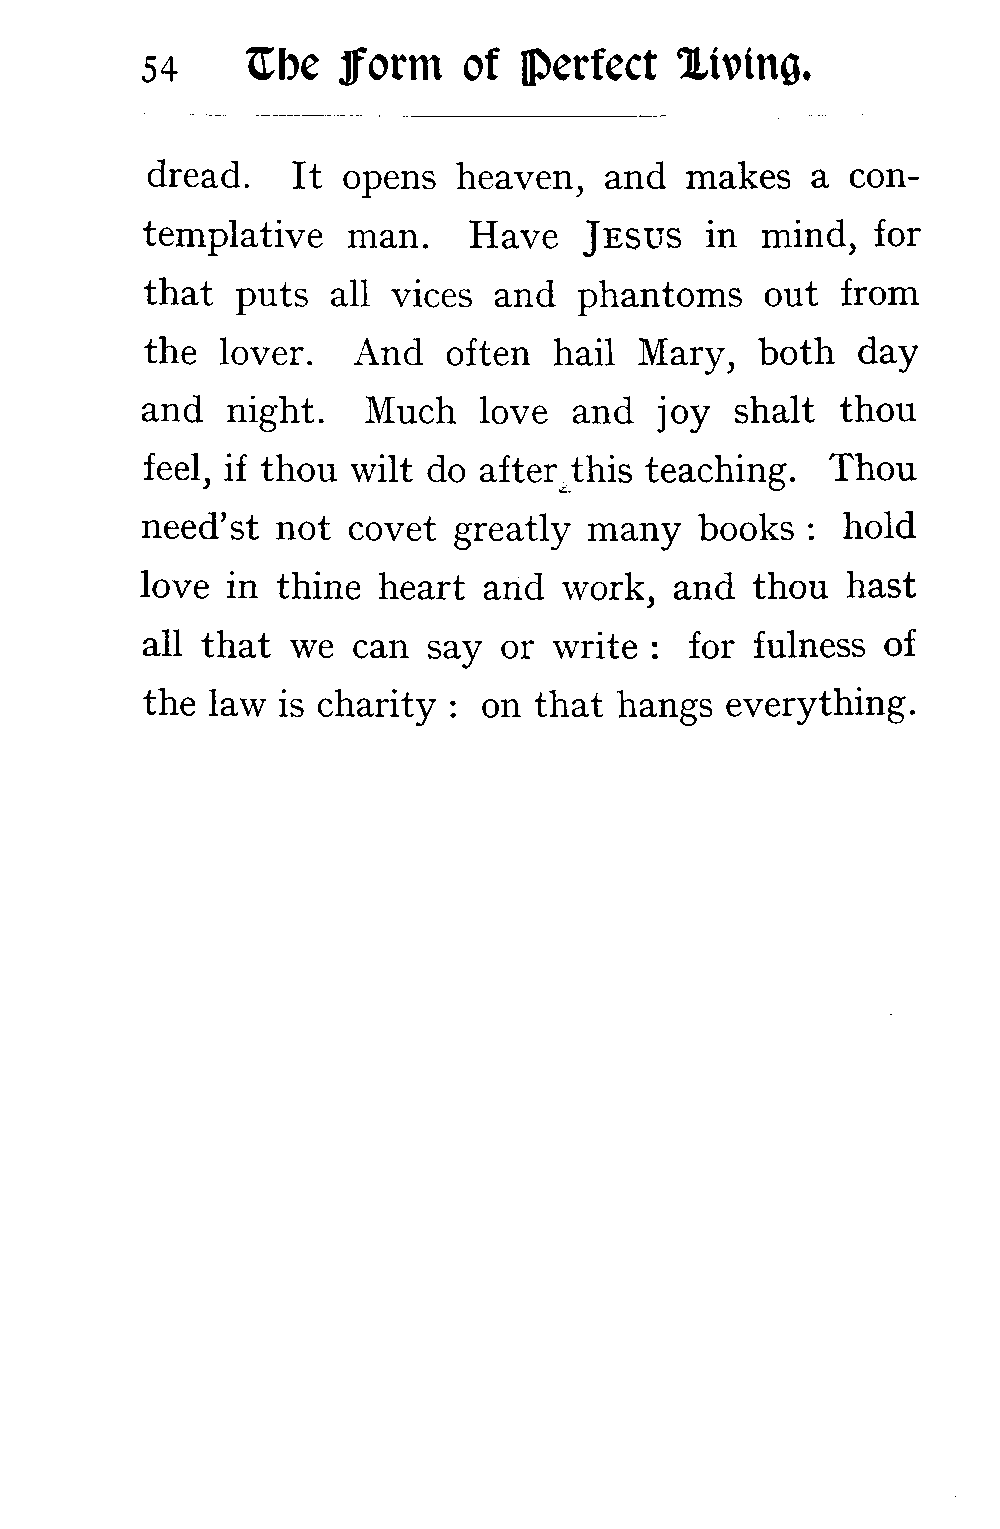 54 The Form of Perfect Living.
dread. It opens heaven, and makes a con-
templative man. Have JESUS in mind, for
that puts all vices and phantoms out from
the lover. And often hail Mary, both day
and night. Much love and joy shalt thou
feel, if thou wilt do after this teaching. Thou
need'st not covet greatly many books : hold
love in thine heart and work, and thou hast
all that we can say or write : for fulness of
the law is charity : on that hangs everything.